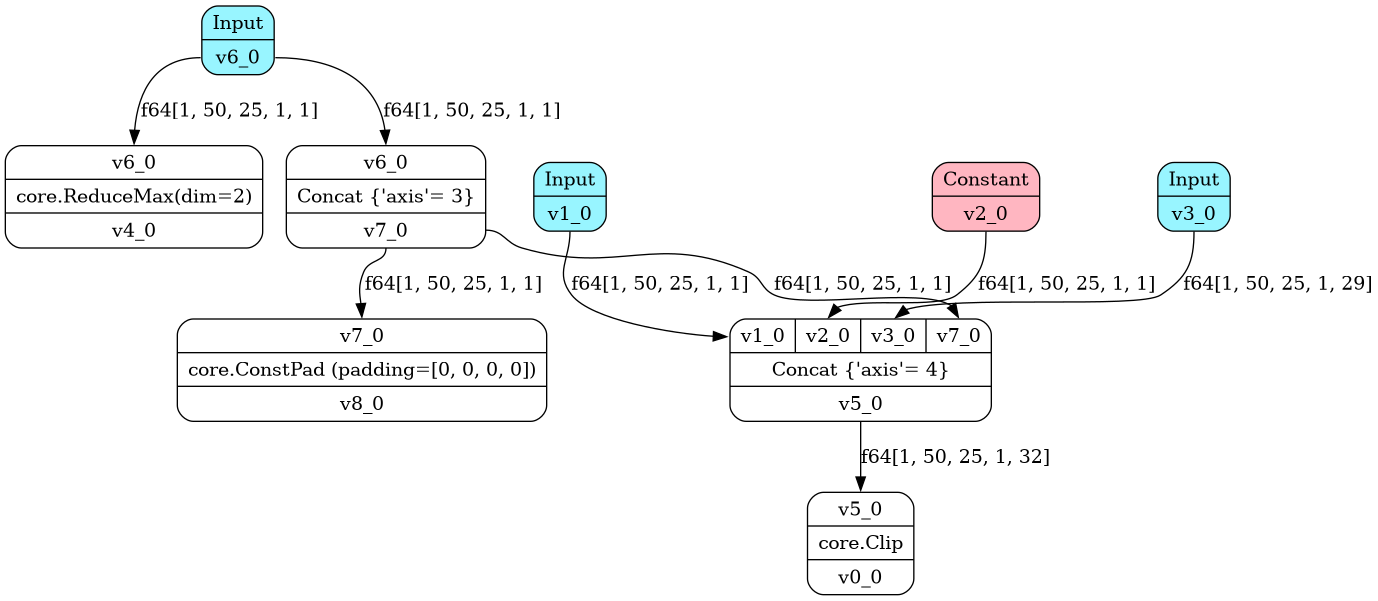 Input
v6_0
f64[1, 50, 25, 1, 1]
f64[1, 50, 25, 1, 1]
v6_0
core.ReduceMax(dim=2)
v4_0
v6_0
Concat {'axis'= 3}
v7_0
Input
v1_0
Constant
v2_0
Input
v3_0
f64[1, 50, 25, 1, 1]
f64[1, 50, 25, 1, 1]
f64[1, 50, 25, 1, 1]
f64[1, 50, 25, 1, 1]
f64[1, 50, 25, 1, 29]
v7_0
core.ConstPad (padding=[0, 0, 0, 0])
v8_0
v1_0 v2_0 v3_0 v7_0
Concat {'axis'= 4}
v5_0
f64[1, 50, 25, 1, 32]
v5_0
core.Clip
v0_0